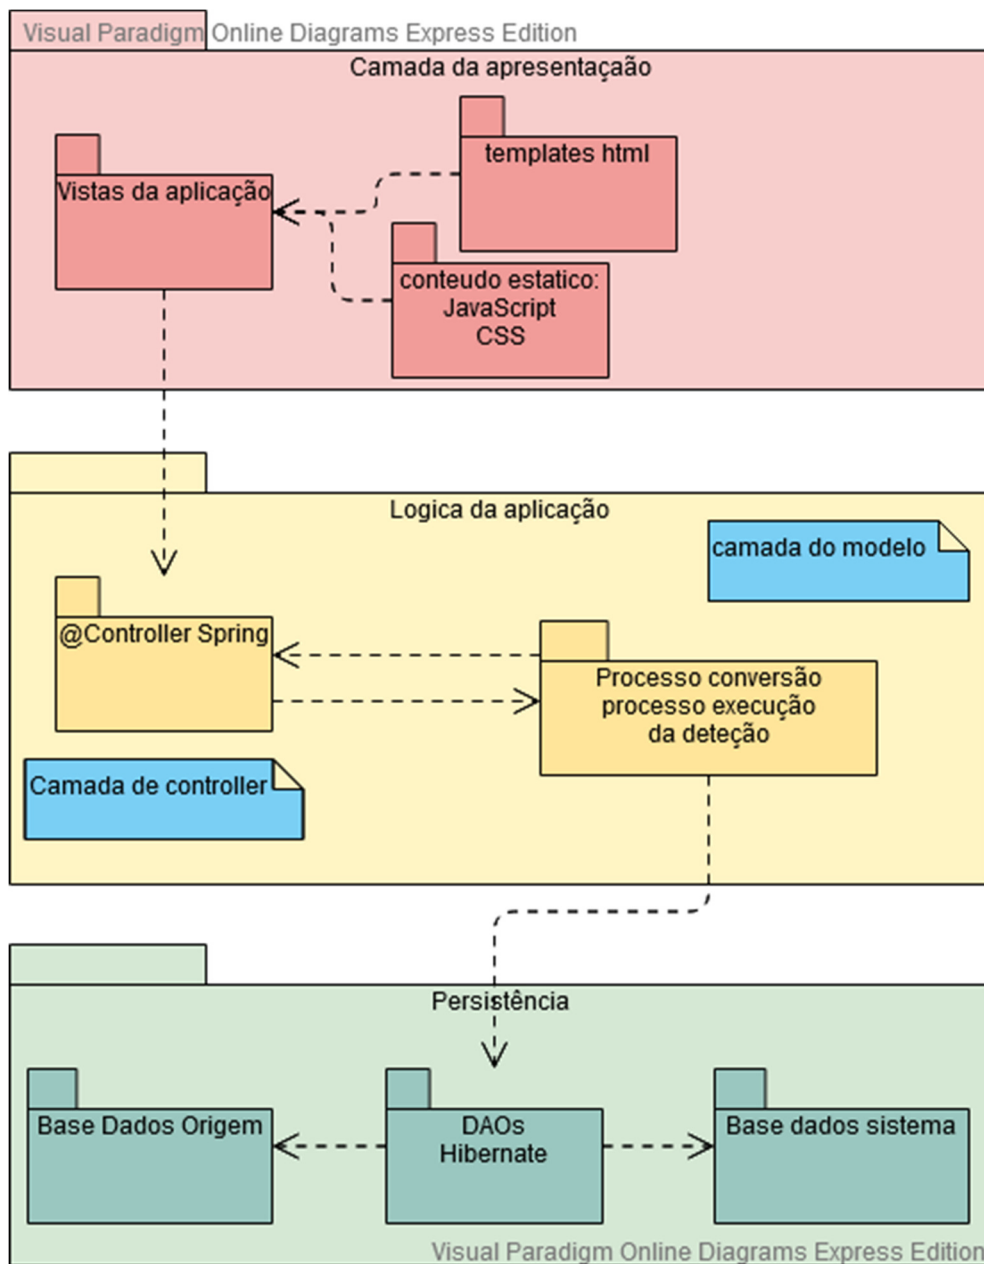 Visual Paradigm Online Diagrams Express Edition
Camada da apresentaçaão
templates html
Vistas da aplicação
conteudo estatico:
JavaScript
CSS
Logica da aplicação
camada do modelo
@Controller Spring
Processo conversão
processo execução
da deteção
Camada de controller
Persistência
Base Dados Origem
DAOs
Hibernate
Base dados sistema
Visual Paradigm Online Diagrams Express Edition